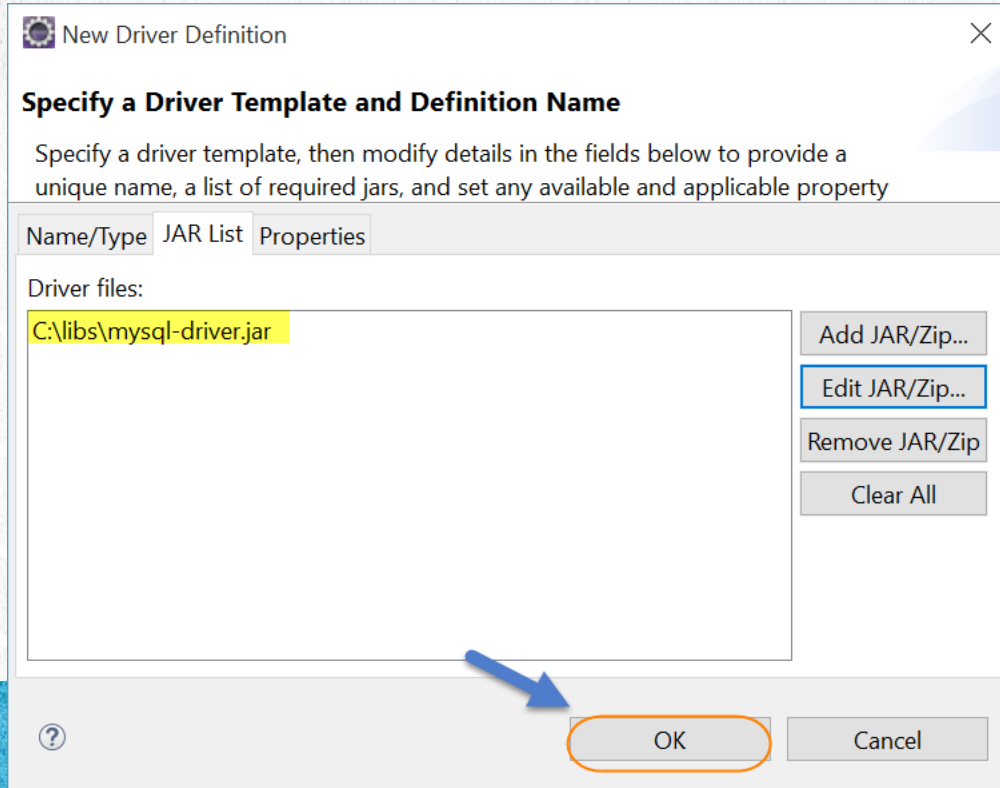 New Driver Definition
Specify a Driver Template and Definition Name
Specify a driver template, then modify details in the fields below to provide a
unique name, a list of required jars, and set any available and applicable property
Name/Type JAR List Properties
Driver files:
C:\libs\mysql-driver.jar
Add JAR/Zip...
Edit JAR/Zip...
Remove JAR/Zip
Clear All
?
OK Cancel